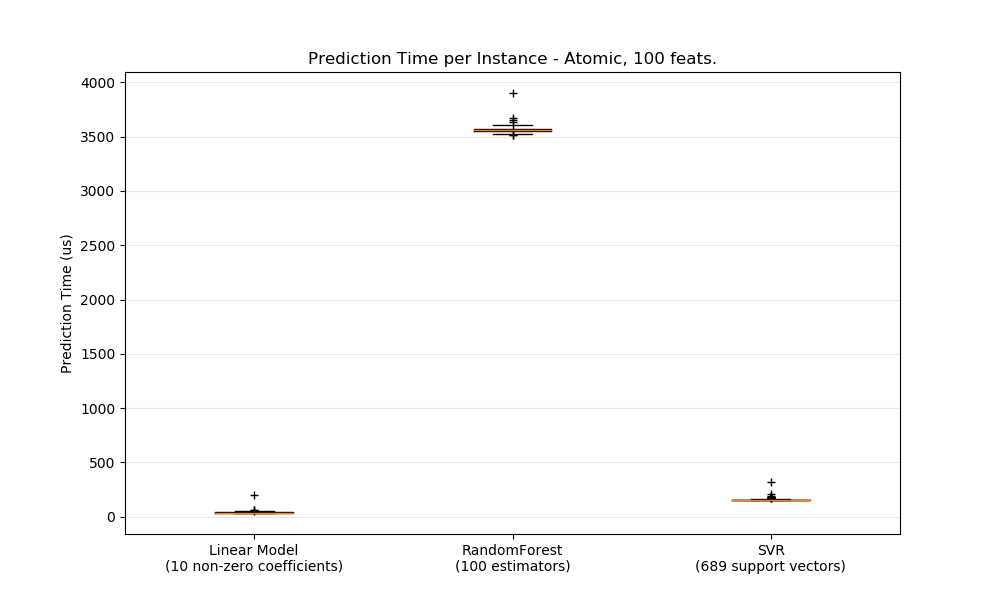 Prediction Time per Instance - Atomic, 100 feats.
Prediction Time (us)
4000
3500
3000
2500
2000
1500
1000
500
0
Linear Model
(10 non-zero coefficients)
RandomForest
(100 estimators)
SVR
(689 support vectors)